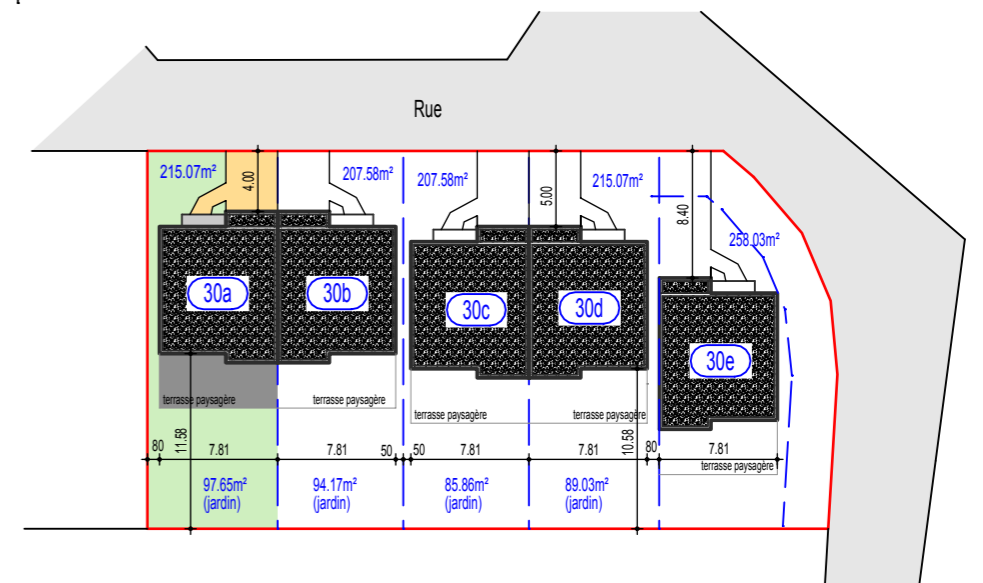 Rue
215.07m²
4.00
207.58m²
207.58m²
5.00
215.07m²
8.40
258.03m²
30a
30b
30c
30d
30e
terrasse paysagère
terrasse paysagère
terrasse paysagère
terrasse paysagère
80
11.58
7.81
7.81
50
50
7.81
7.81
10.58
80
7.81
terrasse paysagère
97.65m²
(jardin)
94.17m²
(jardin)
85.86m²
(jardin)
89.03m²
(jardin)